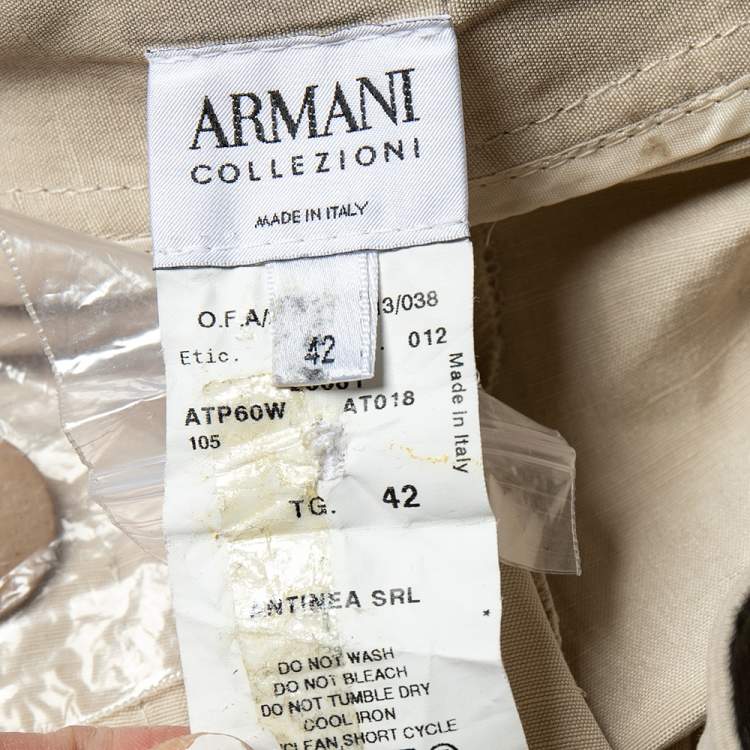 ARMANI
COLLEZIONI
MADE IN ITALY
O.F.A/ 3/038
Etic. 42 . 012
ATP60W AT018
105
Made in Italy
TG. 42
ANTINEA SRL
*
DO NOT WASH
DO NOT BLEACH
DO NOT TUMBLE DRY
COOL IRON
CLEAN SHORT CYCLE